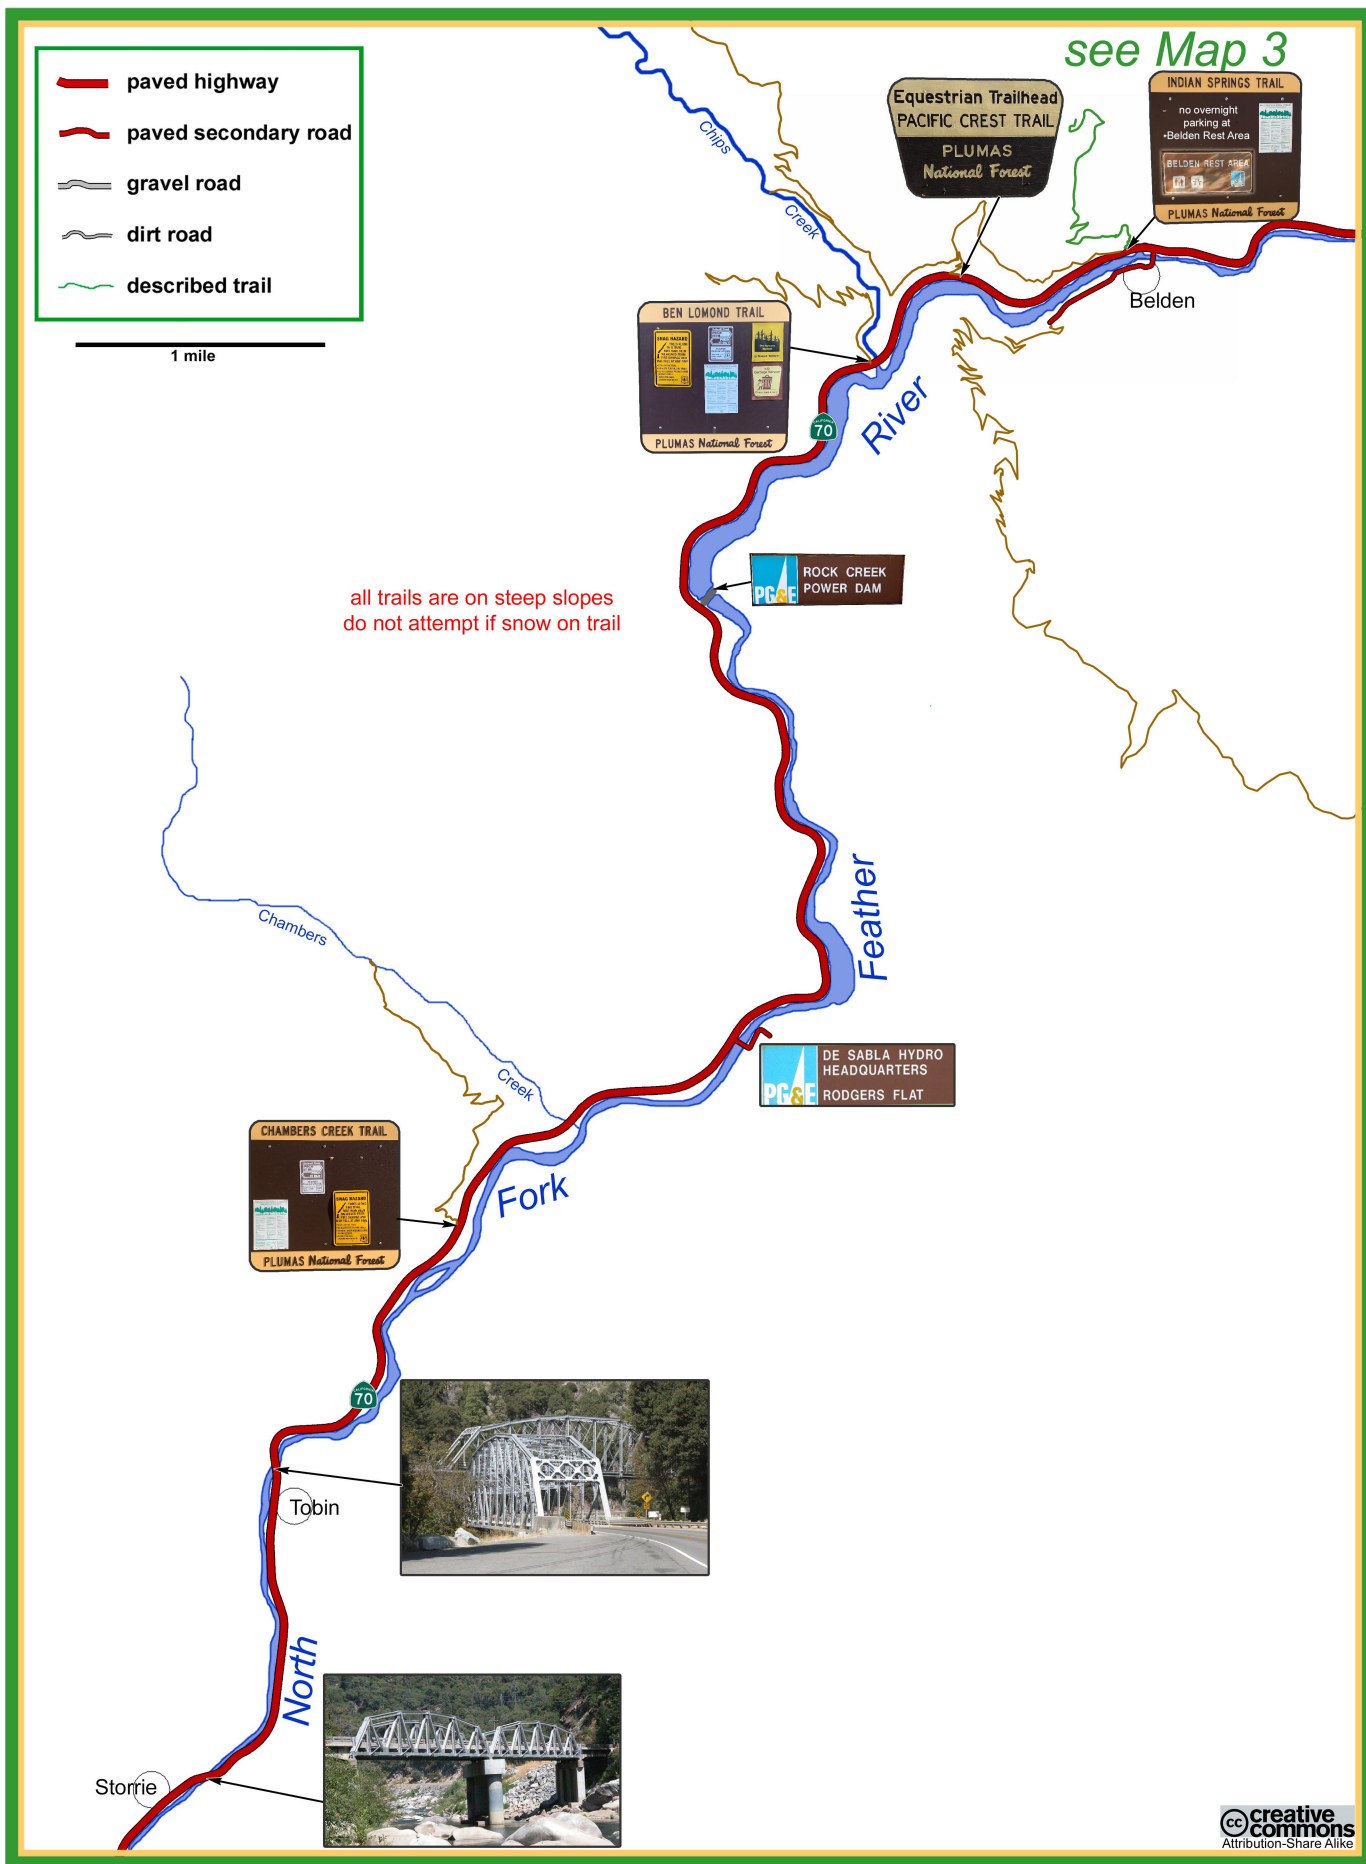 see Map 3
paved highway
paved secondary road
gravel road
dirt road
described trail
1 mile
Chips
Creek
Equestrian Trailhead
PACIFIC CREST TRAIL
PLUMAS
National Forest
INDIAN SPRINGS TRAIL
no overnight
parking at
•Belden Rest Area
BELDEN REST AREA
PLUMAS National Forest
Belden
BEN LOMOND TRAIL
SNAG HAZARD
PLUMAS National Forest
70
River
ROCK CREEK
POWER DAM
PG&E
all trails are on steep slopes
do not attempt if snow on trail
Feather
Chambers
Creek
DE SABLA HYDRO
HEADQUARTERS
PG&E
RODGERS FLAT
CHAMBERS CREEK TRAIL
SNAG HAZARD
PLUMAS National Forest
Fork
70
Tobin
North
Storrie
cc creative
commons
Attribution-Share Alike